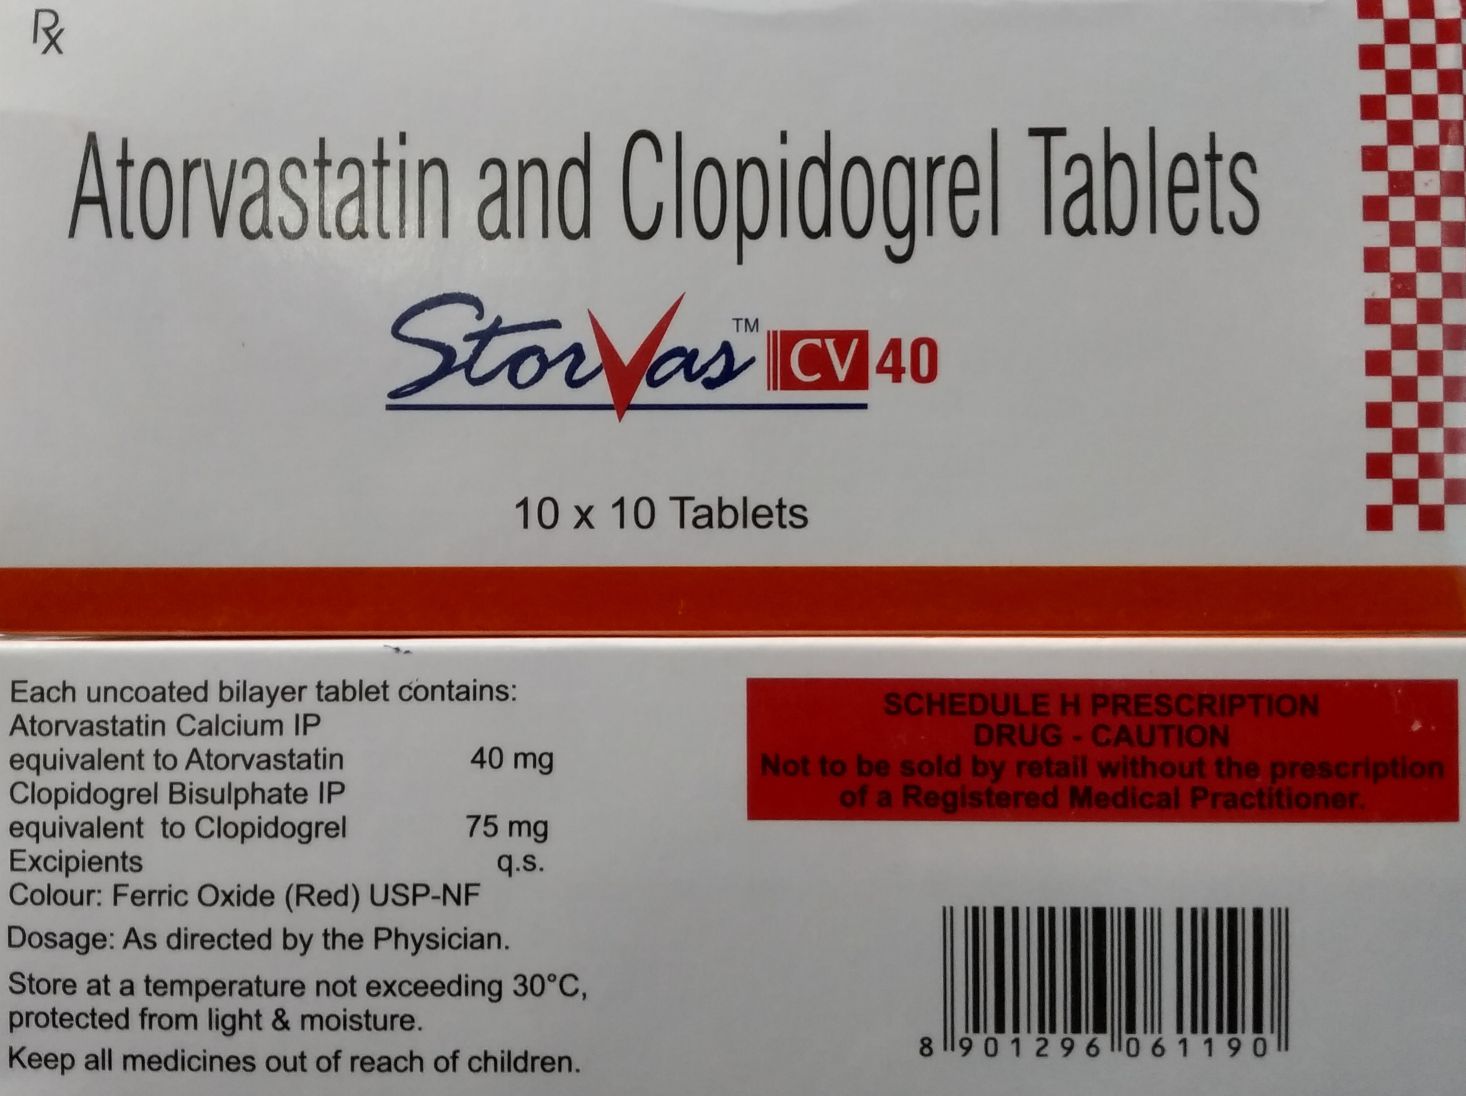 Rx
Atorvastatin and Clopidogrel Tablets
StorVas™ CV 40
10 x 10 Tablets
Each uncoated bilayer tablet contains:
Atorvastatin Calcium IP
equivalent to Atorvastatin 40 mg
Clopidogrel Bisulphate IP
equivalent to Clopidogrel 75 mg
Excipients q.s.
Colour: Ferric Oxide (Red) USP-NF
Dosage: As directed by the Physician.
Store at a temperature not exceeding 30°C,
protected from light & moisture.
Keep all medicines out of reach of children.
SCHEDULE H PRESCRIPTION
DRUG - CAUTION
Not to be sold by retail without the prescription
of a Registered Medical Practitioner.
8 901296 061190